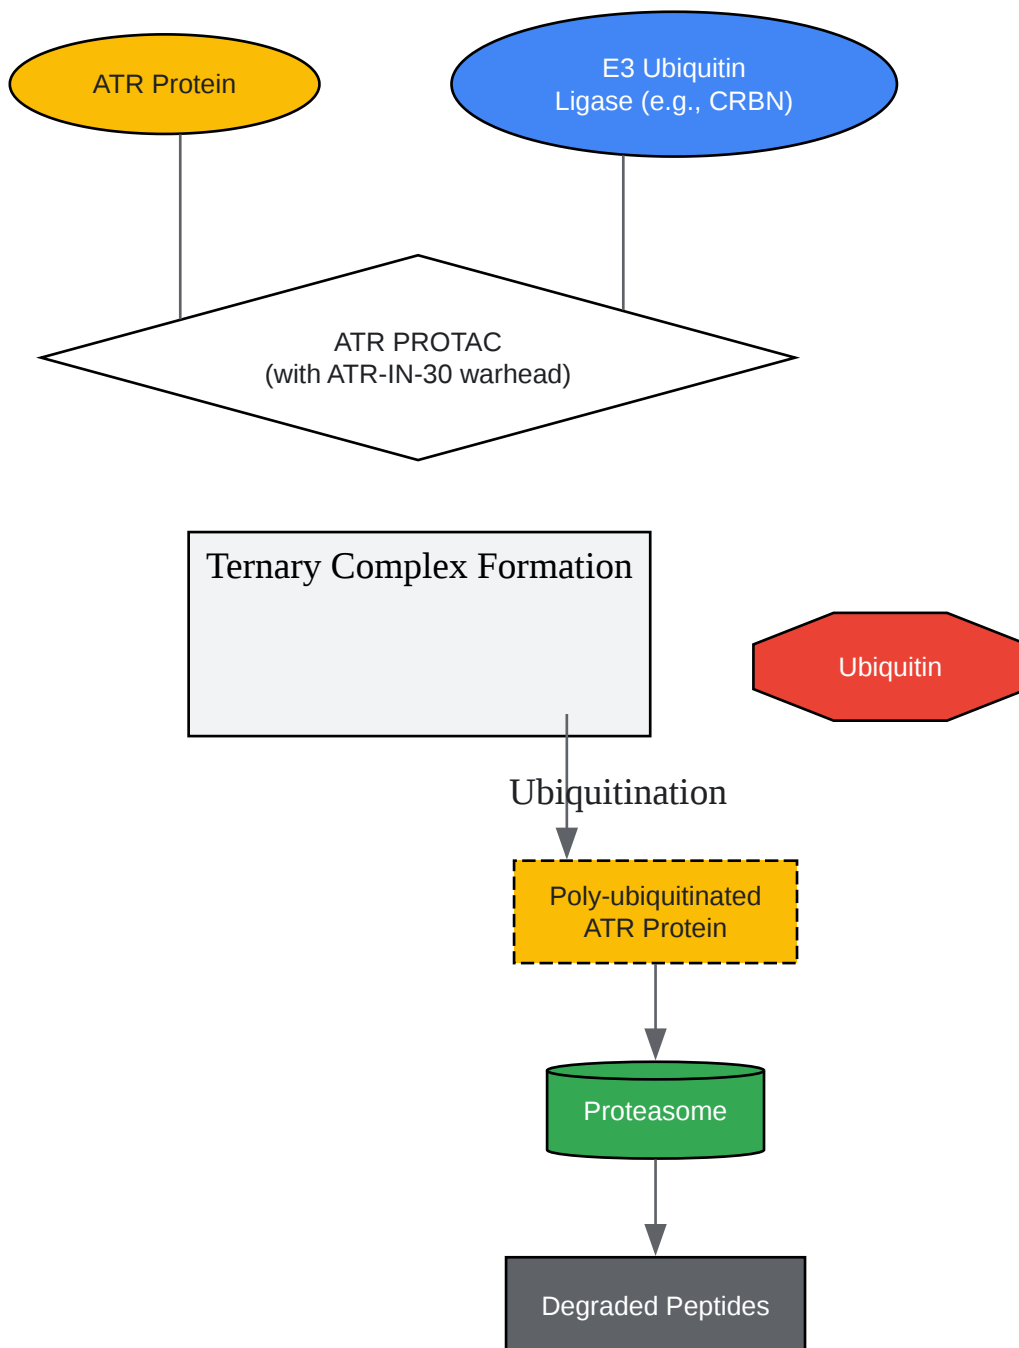 ATR Protein
E3 Ubiquitin
Ligase (e.g., CRBN)
ATR PROTAC
(with ATR-IN-30 warhead)
Ternary Complex Formation
Ubiquitin
Ubiquitination
Poly-ubiquitinated
ATR Protein
Proteasome
Degraded Peptides